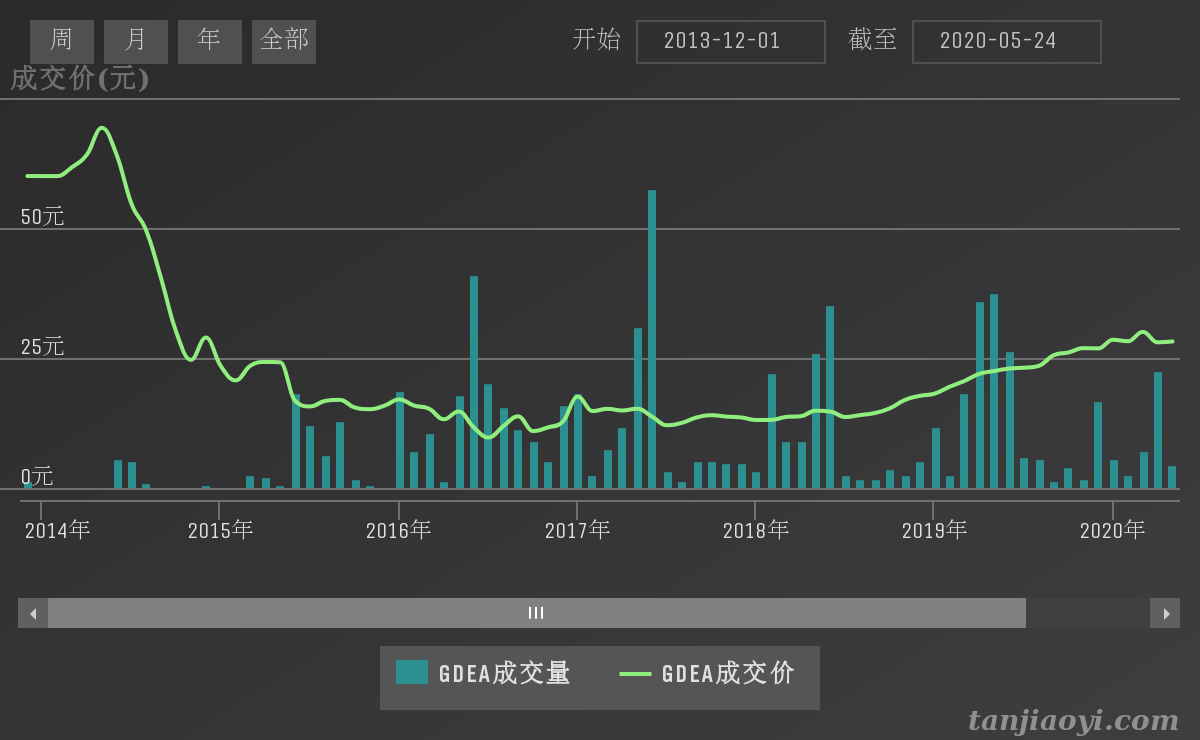 周 月 年 全部 开始 2013-12-01 截至 2020-05-24
成交价(元)
50元
25元
0元
2014年 2015年 2016年 2017年 2018年 2019年 2020年
GDEA成交量 GDEA成交价
tanjiaoyi.com